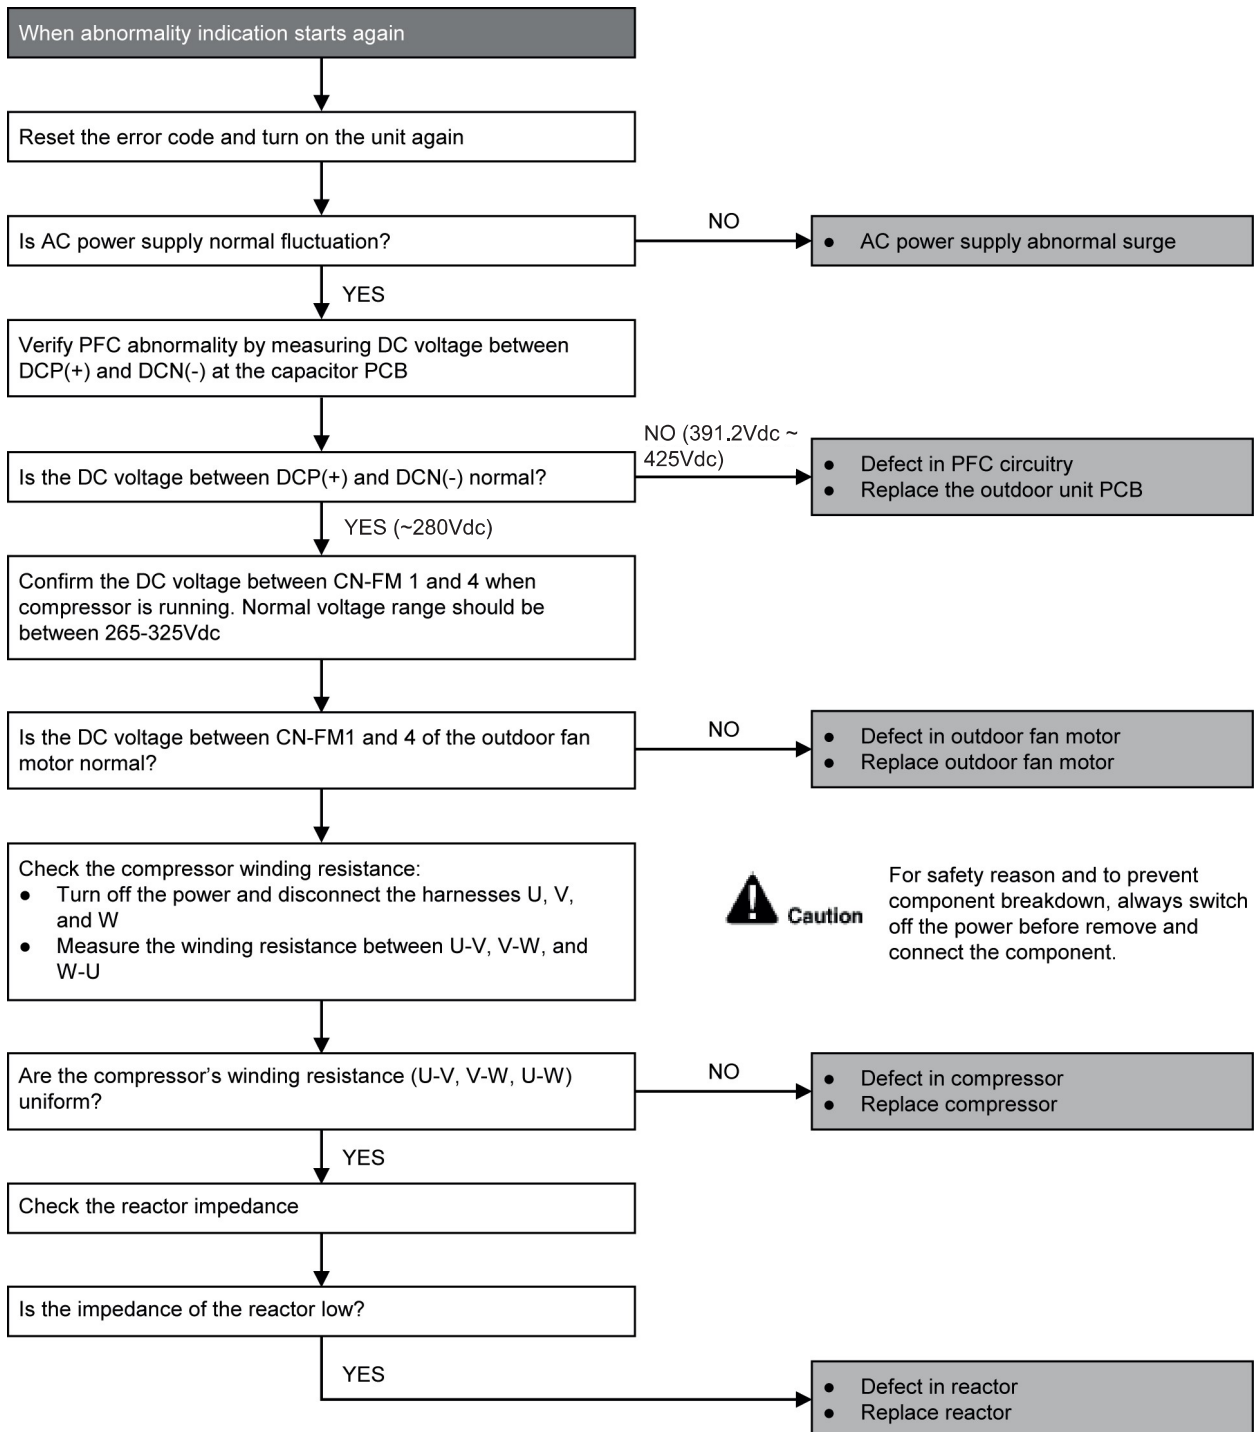 When abnormality indication starts again
Reset the error code and turn on the unit again
Is AC power supply normal fluctuation?
NO
● AC power supply abnormal surge
YES
Verify PFC abnormality by measuring DC voltage between
DCP(+) and DCN(-) at the capacitor PCB
Is the DC voltage between DCP(+) and DCN(-) normal?
NO (391.2Vdc ~
425Vdc)
● Defect in PFC circuitry
● Replace the outdoor unit PCB
YES (~280Vdc)
Confirm the DC voltage between CN-FM 1 and 4 when
compressor is running. Normal voltage range should be
between 265-325Vdc
Is the DC voltage between CN-FM1 and 4 of the outdoor fan
motor normal?
NO
● Defect in outdoor fan motor
● Replace outdoor fan motor
Check the compressor winding resistance:
● Turn off the power and disconnect the harnesses U, V,
and W
● Measure the winding resistance between U-V, V-W, and
W-U
Caution
For safety reason and to prevent
component breakdown, always switch
off the power before remove and
connect the component.
Are the compressor's winding resistance (U-V, V-W, U-W)
uniform?
NO
● Defect in compressor
● Replace compressor
YES
Check the reactor impedance
Is the impedance of the reactor low?
YES
● Defect in reactor
● Replace reactor